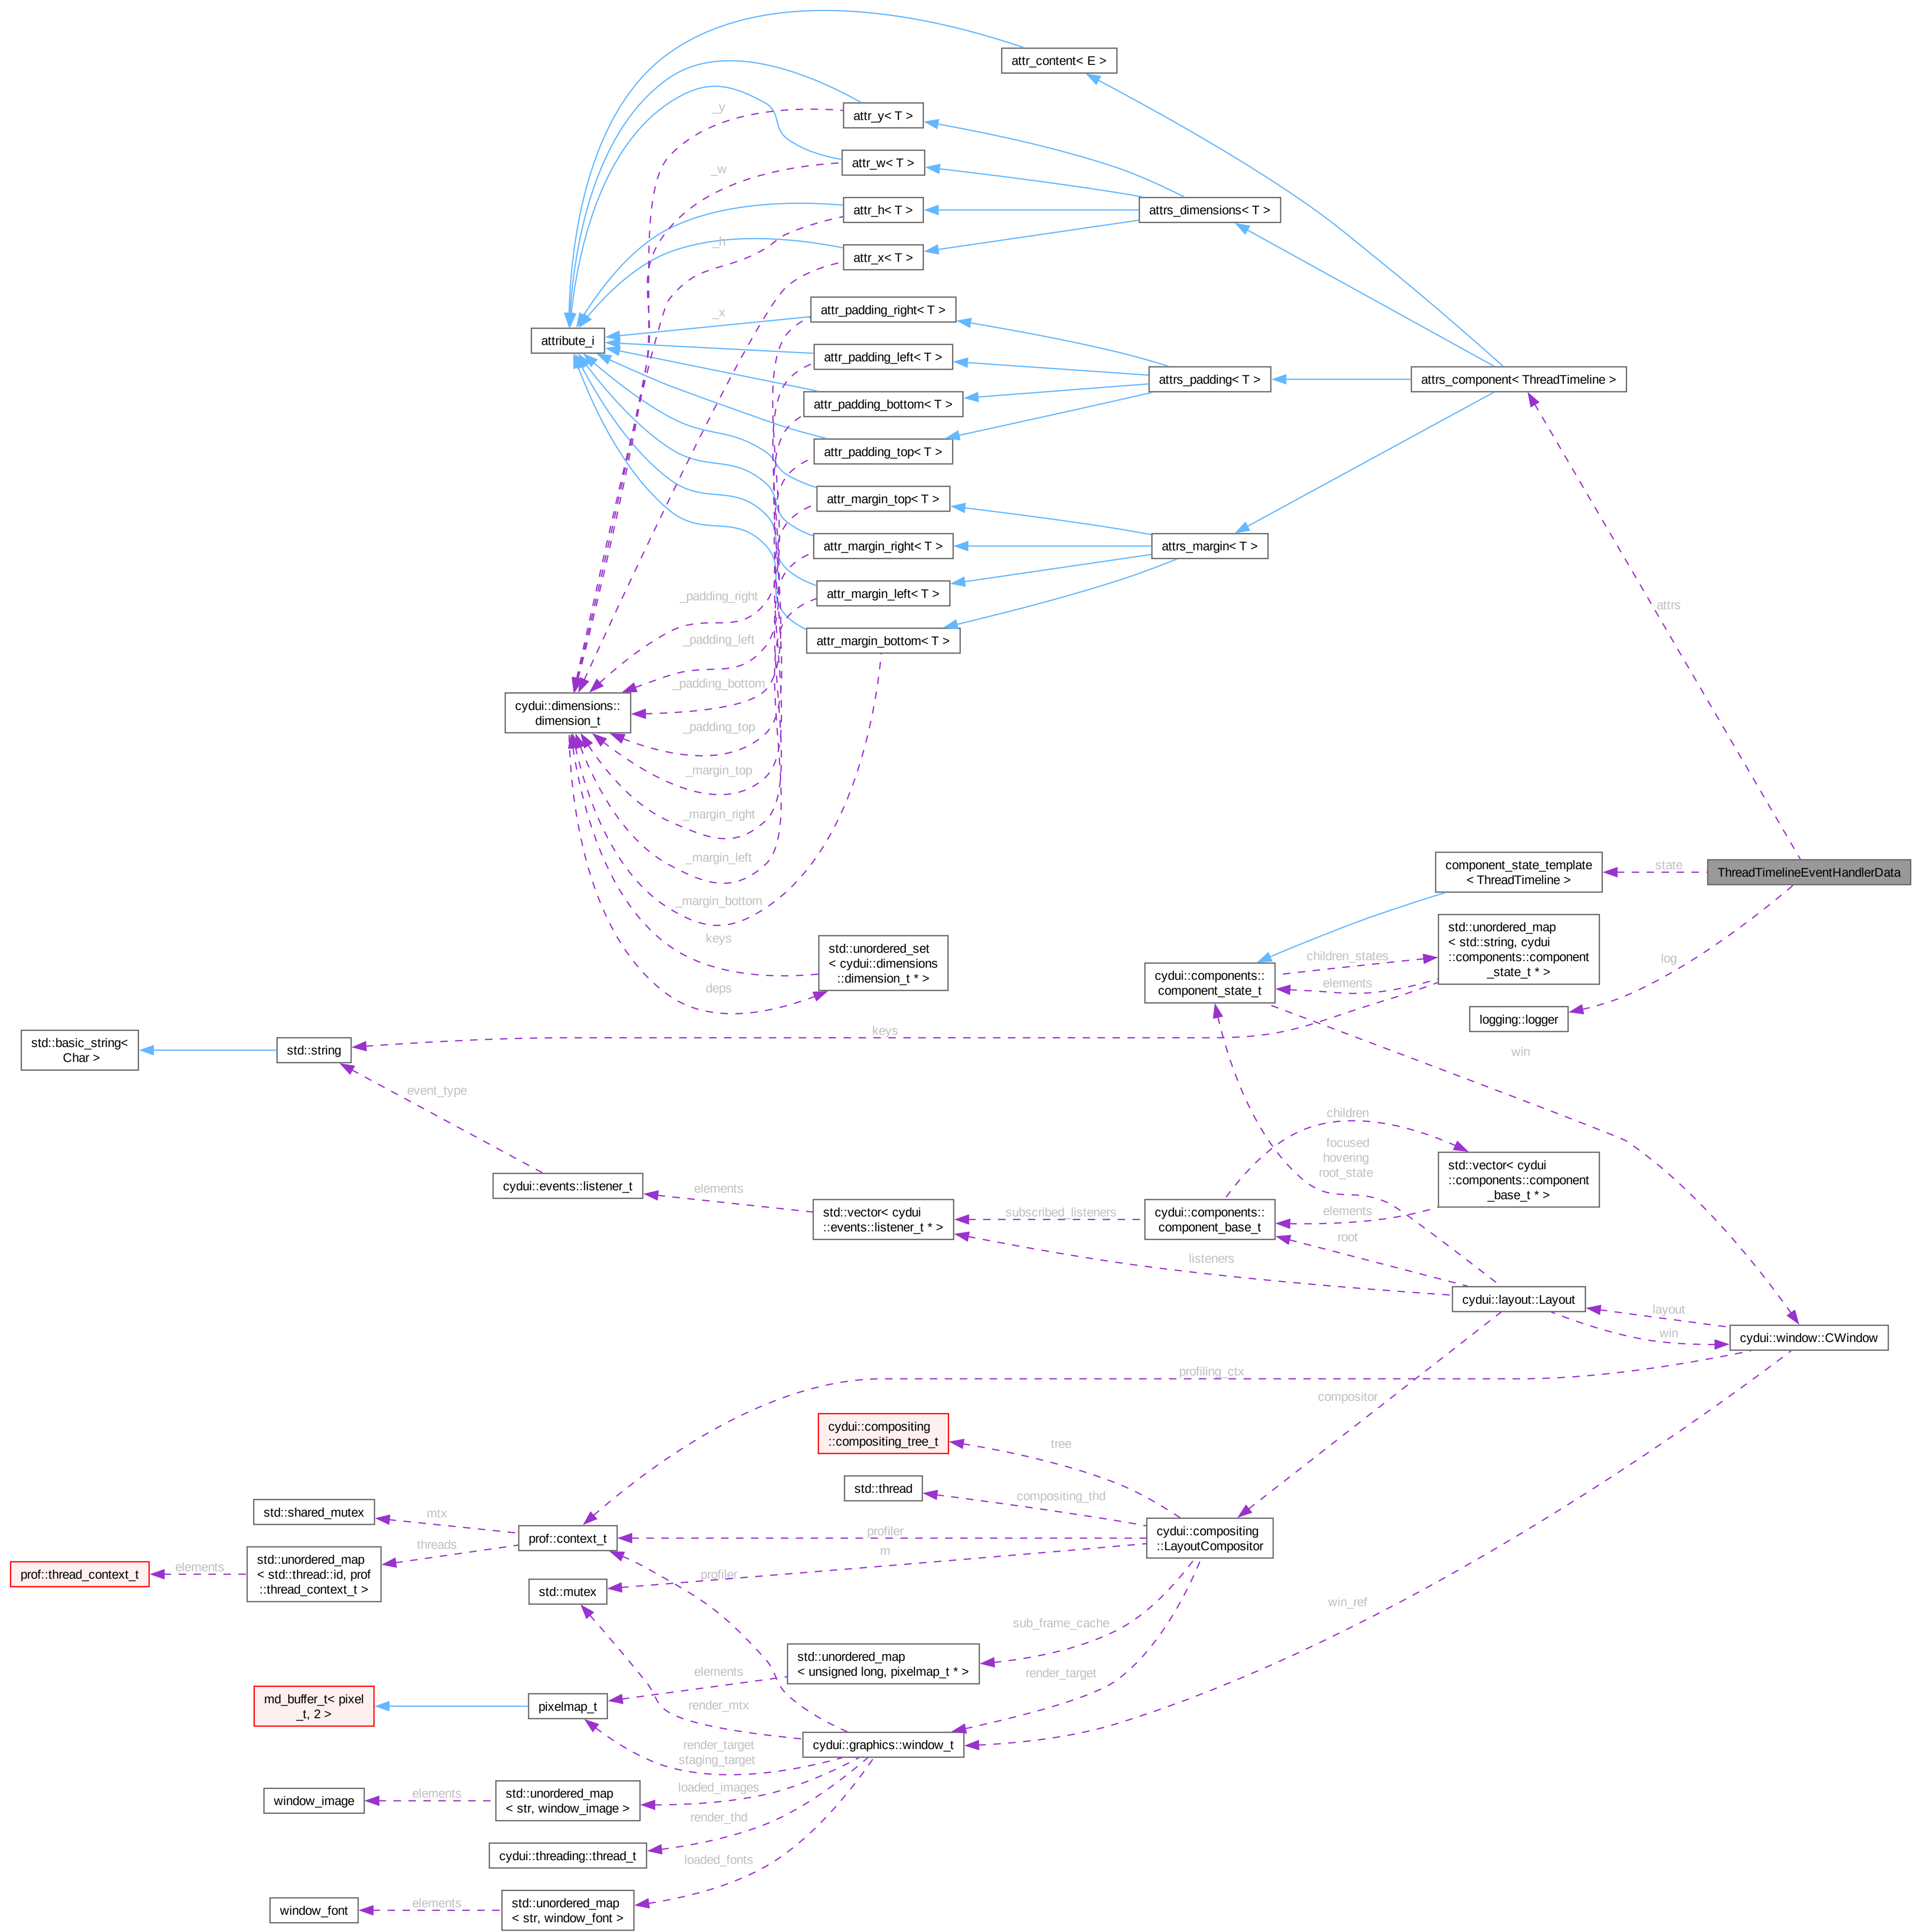 attr_content< E >
_y
attr_y< T >
_w
attr_w< T >
attr_h< T >
attrs_dimensions< T >
_h
attr_x< T >
_x
attr_padding_right< T >
attribute_i
attr_padding_left< T >
attrs_padding< T >
attrs_component< ThreadTimeline >
attr_padding_bottom< T >
attr_padding_top< T >
attr_margin_top< T >
attr_margin_right< T >
attrs_margin< T >
attr_margin_left< T >
attr_margin_bottom< T >
attrs
_padding_right
_padding_left
_padding_bottom
cydui::dimensions::
dimension_t
_padding_top
_margin_top
_margin_right
_margin_left
_margin_bottom
component_state_template
< ThreadTimeline >
state
ThreadTimelineEventHandlerData
keys
deps
std::unordered_set
< cydui::dimensions
::dimension_t * >
std::unordered_map
< std::string, cydui
::components::component
_state_t * >
children_states
elements
cydui::components::
component_state_t
log
logging::logger
keys
std::basic_string<
Char >
std::string
win
event_type
children
focused
hovering
root_state
std::vector< cydui
::components::component
_base_t * >
cydui::events::listener_t
elements
std::vector< cydui
::events::listener_t * >
subscribed_listeners
cydui::components::
component_base_t
elements
root
listeners
cydui::layout::Layout
layout
win
cydui::window::CWindow
profiling_ctx
compositor
cydui::compositing
::compositing_tree_t
tree
std::thread
compositing_thd
std::shared_mutex
mtx
prof::context_t
profiler
m
cydui::compositing
::LayoutCompositor
threads
prof::thread_context_t
elements
std::unordered_map
< std::thread::id, prof
::thread_context_t >
std::mutex
profiler
win_ref
sub_frame_cache
std::unordered_map
< unsigned long, pixelmap_t * >
elements
render_target
md_buffer_t< pixel
_t, 2 >
pixelmap_t
render_mtx
cydui::graphics::window_t
render_target
staging_target
loaded_images
window_image
elements
std::unordered_map
< str, window_image >
render_thd
cydui::threading::thread_t
loaded_fonts
window_font
elements
std::unordered_map
< str, window_font >